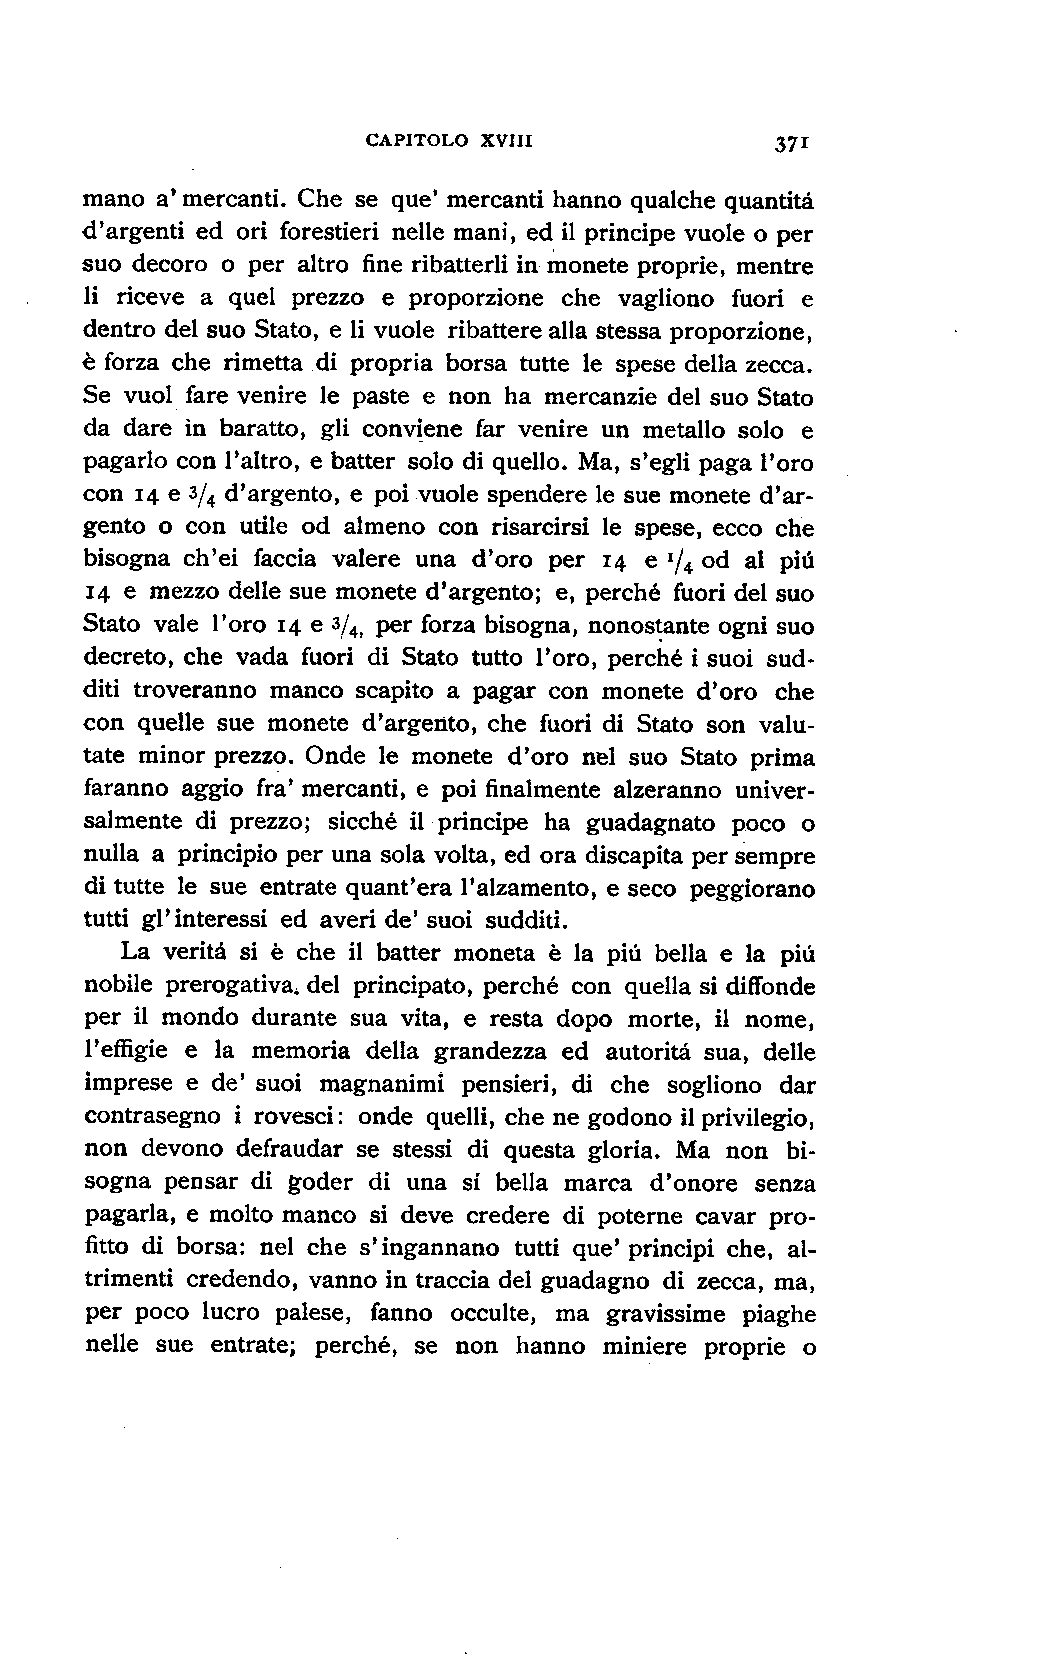 CAPITOLO XVIII 371
mano a' mercanti. Che se que' mercanti hanno qualche quantitá
d'argenti ed ori forestieri nelle mani, ed il principe vuole o per
suo decoro o per altro fine ribatterli in monete proprie, mentre
li riceve a quel prezzo e proporzione che vagliono fuori e
dentro del suo Stato, e li vuole ribattere alla stessa proporzione,
è forza che rimetta di propria borsa tutte le spese della zecca.
Se vuol fare venire le paste e non ha mercanzie del suo Stato
da dare in baratto, gli conviene far venire un metallo solo e
pagarlo con l'altro, e batter solo di quello. Ma, s'egli paga l'oro
con 14 e 3/4 d'argento, e poi vuole spendere le sue monete d'ar-
gento o con utile od almeno con risarcirsi le spese, ecco che
bisogna ch'ei faccia valere una d'oro per 14 e 1/4 od al piú
14 e mezzo delle sue monete d'argento; e, perché fuori del suo
Stato vale l'oro 14 e 3/4, per forza bisogna, nonostante ogni suo
decreto, che vada fuori di Stato tutto l'oro, perché i suoi sud-
diti troveranno manco scapito a pagar con monete d'oro che
con quelle sue monete d'argento, che fuori di Stato son valu-
tate minor prezzo. Onde le monete d'oro nel suo Stato prima
faranno aggio fra' mercanti, e poi finalmente alzeranno univer-
salmente di prezzo; sicché il principe ha guadagnato poco o
nulla a principio per una sola volta, ed ora discapita per sempre
di tutte le sue entrate quant'era l'alzamento, e seco peggiorano
tutti gl'interessi ed averi de' suoi sudditi.
La veritá si è che il batter moneta è la piú bella e la piú
nobile prerogativa. del principato, perché con quella si diffonde
per il mondo durante sua vita, e resta dopo morte, il nome,
l'effigie e la memoria della grandezza ed autoritá sua, delle
imprese e de' suoi magnanimi pensieri, di che sogliono dar
contrasegno i rovesci: onde quelli, che ne godono il privilegio,
non devono defraudar se stessi di questa gloria. Ma non bi-
sogna pensar di goder di una sí bella marca d'onore senza
pagarla, e molto manco si deve credere di poterne cavar pro-
fitto di borsa: nel che s'ingannano tutti que' principi che, al-
trimenti credendo, vanno in traccia del guadagno di zecca, ma,
per poco lucro palese, fanno occulte, ma gravissime piaghe
nelle sue entrate; perché, se non hanno miniere proprie o